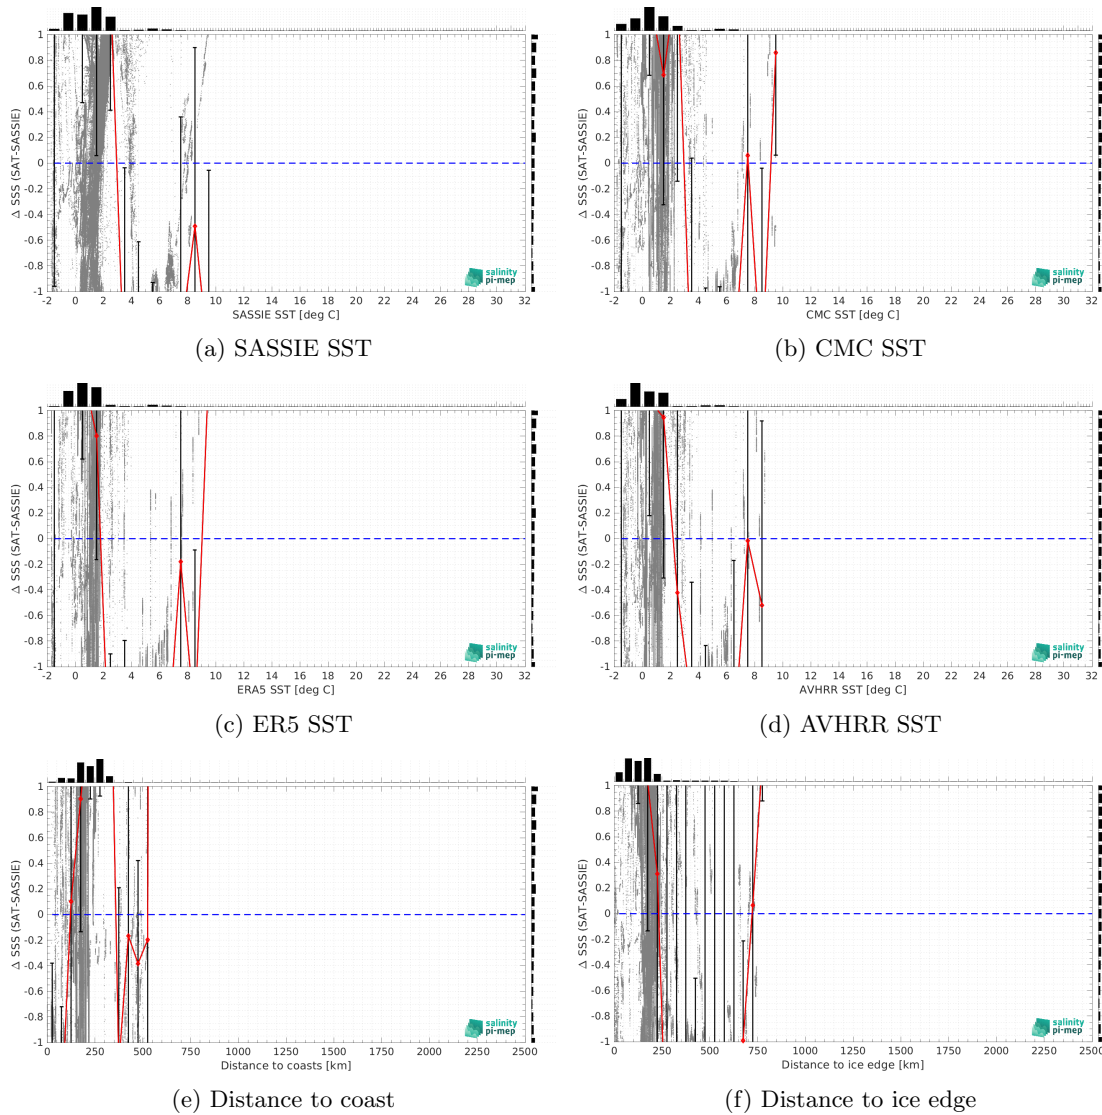 1
0.8
0.6
0.4
0.2
0
-0.2
-0.4
-0.6
-0.8
-1
Δ SSS (SAT-SASSIE)
salinity
pi-mep
-2 0 2 4 6 8 10 12 14 16 18 20 22 24 26 28 30 32
SASSIE SST [deg C]
(a) SASSIE SST
1
0.8
0.6
0.4
0.2
0
-0.2
-0.4
-0.6
-0.8
-1
Δ SSS (SAT-SASSIE)
salinity
pi-mep
-2 0 2 4 6 8 10 12 14 16 18 20 22 24 26 28 30 32
CMC SST [deg C]
(b) CMC SST
1
0.8
0.6
0.4
0.2
0
-0.2
-0.4
-0.6
-0.8
-1
Δ SSS (SAT-SASSIE)
salinity
pi-mep
-2 0 2 4 6 8 10 12 14 16 18 20 22 24 26 28 30 32
ERA5 SST [deg C]
(c) ER5 SST
1
0.8
0.6
0.4
0.2
0
-0.2
-0.4
-0.6
-0.8
-1
Δ SSS (SAT-SASSIE)
salinity
pi-mep
-2 0 2 4 6 8 10 12 14 16 18 20 22 24 26 28 30 32
AVHRR SST [deg C]
(d) AVHRR SST
1
0.8
0.6
0.4
0.2
0
-0.2
-0.4
-0.6
-0.8
-1
Δ SSS (SAT-SASSIE)
salinity
pi-mep
0 250 500 750 1000 1250 1500 1750 2000 2250 2500
Distance to coasts [km]
(e) Distance to coast
1
0.8
0.6
0.4
0.2
0
-0.2
-0.4
-0.6
-0.8
-1
Δ SSS (SAT-SASSIE)
salinity
pi-mep
0 250 500 750 1000 1250 1500 1750 2000 2250 2500
Distance to ice edge [km]
(f) Distance to ice edge